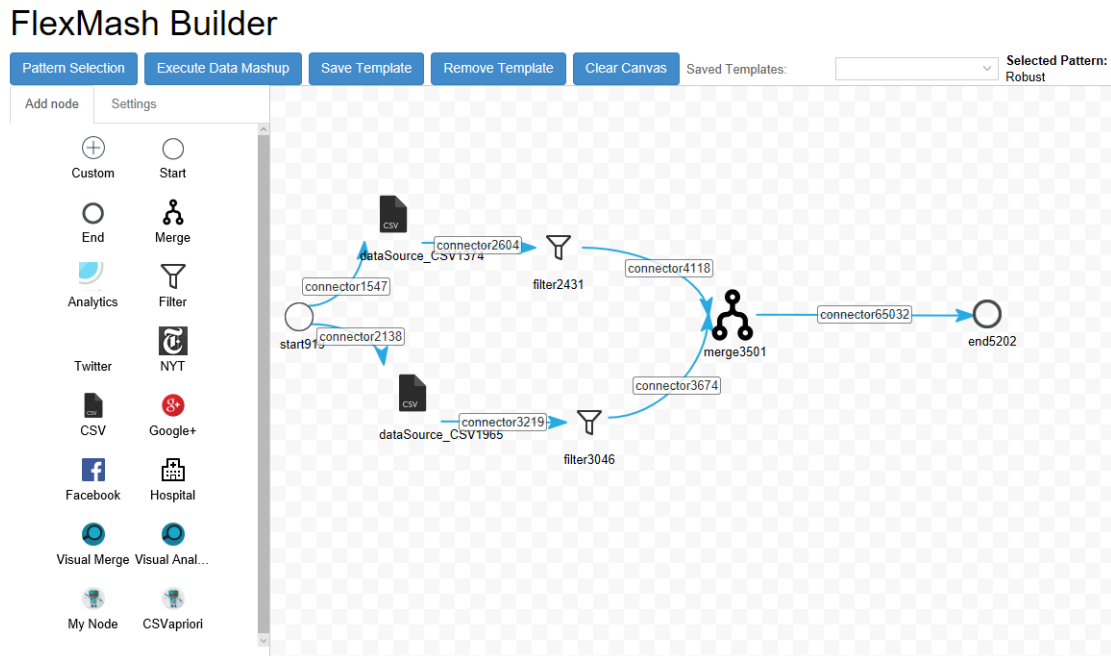 FlexMash Builder
Pattern Selection
Execute Data Mashup
Save Template
Remove Template
Clear Canvas
Saved Templates:
Selected Pattern:
Robust
Add node
Settings
Custom
Start
End
Merge
Analytics
Filter
Twitter
NYT
CSV
CSV
Google+
Facebook
Hospital
Visual Merge
Visual Anal...
My Node
CSVapriori
CSV
connector2604
dataSource_CSV1374
filter2431
connector4118
connector1547
connector2138
connector65032
end5202
merge3501
CSV
connector3674
connector3219
dataSource_CSV1965
filter3046